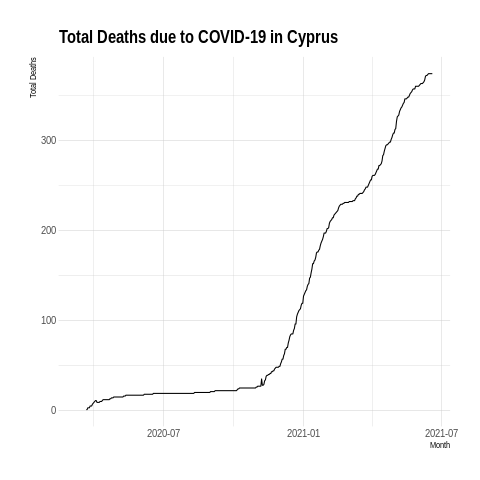 Total Deaths due to COVID-19 in Cyprus
Total Deaths
300
200
100
0
2020-07
2021-01
2021-07
Month